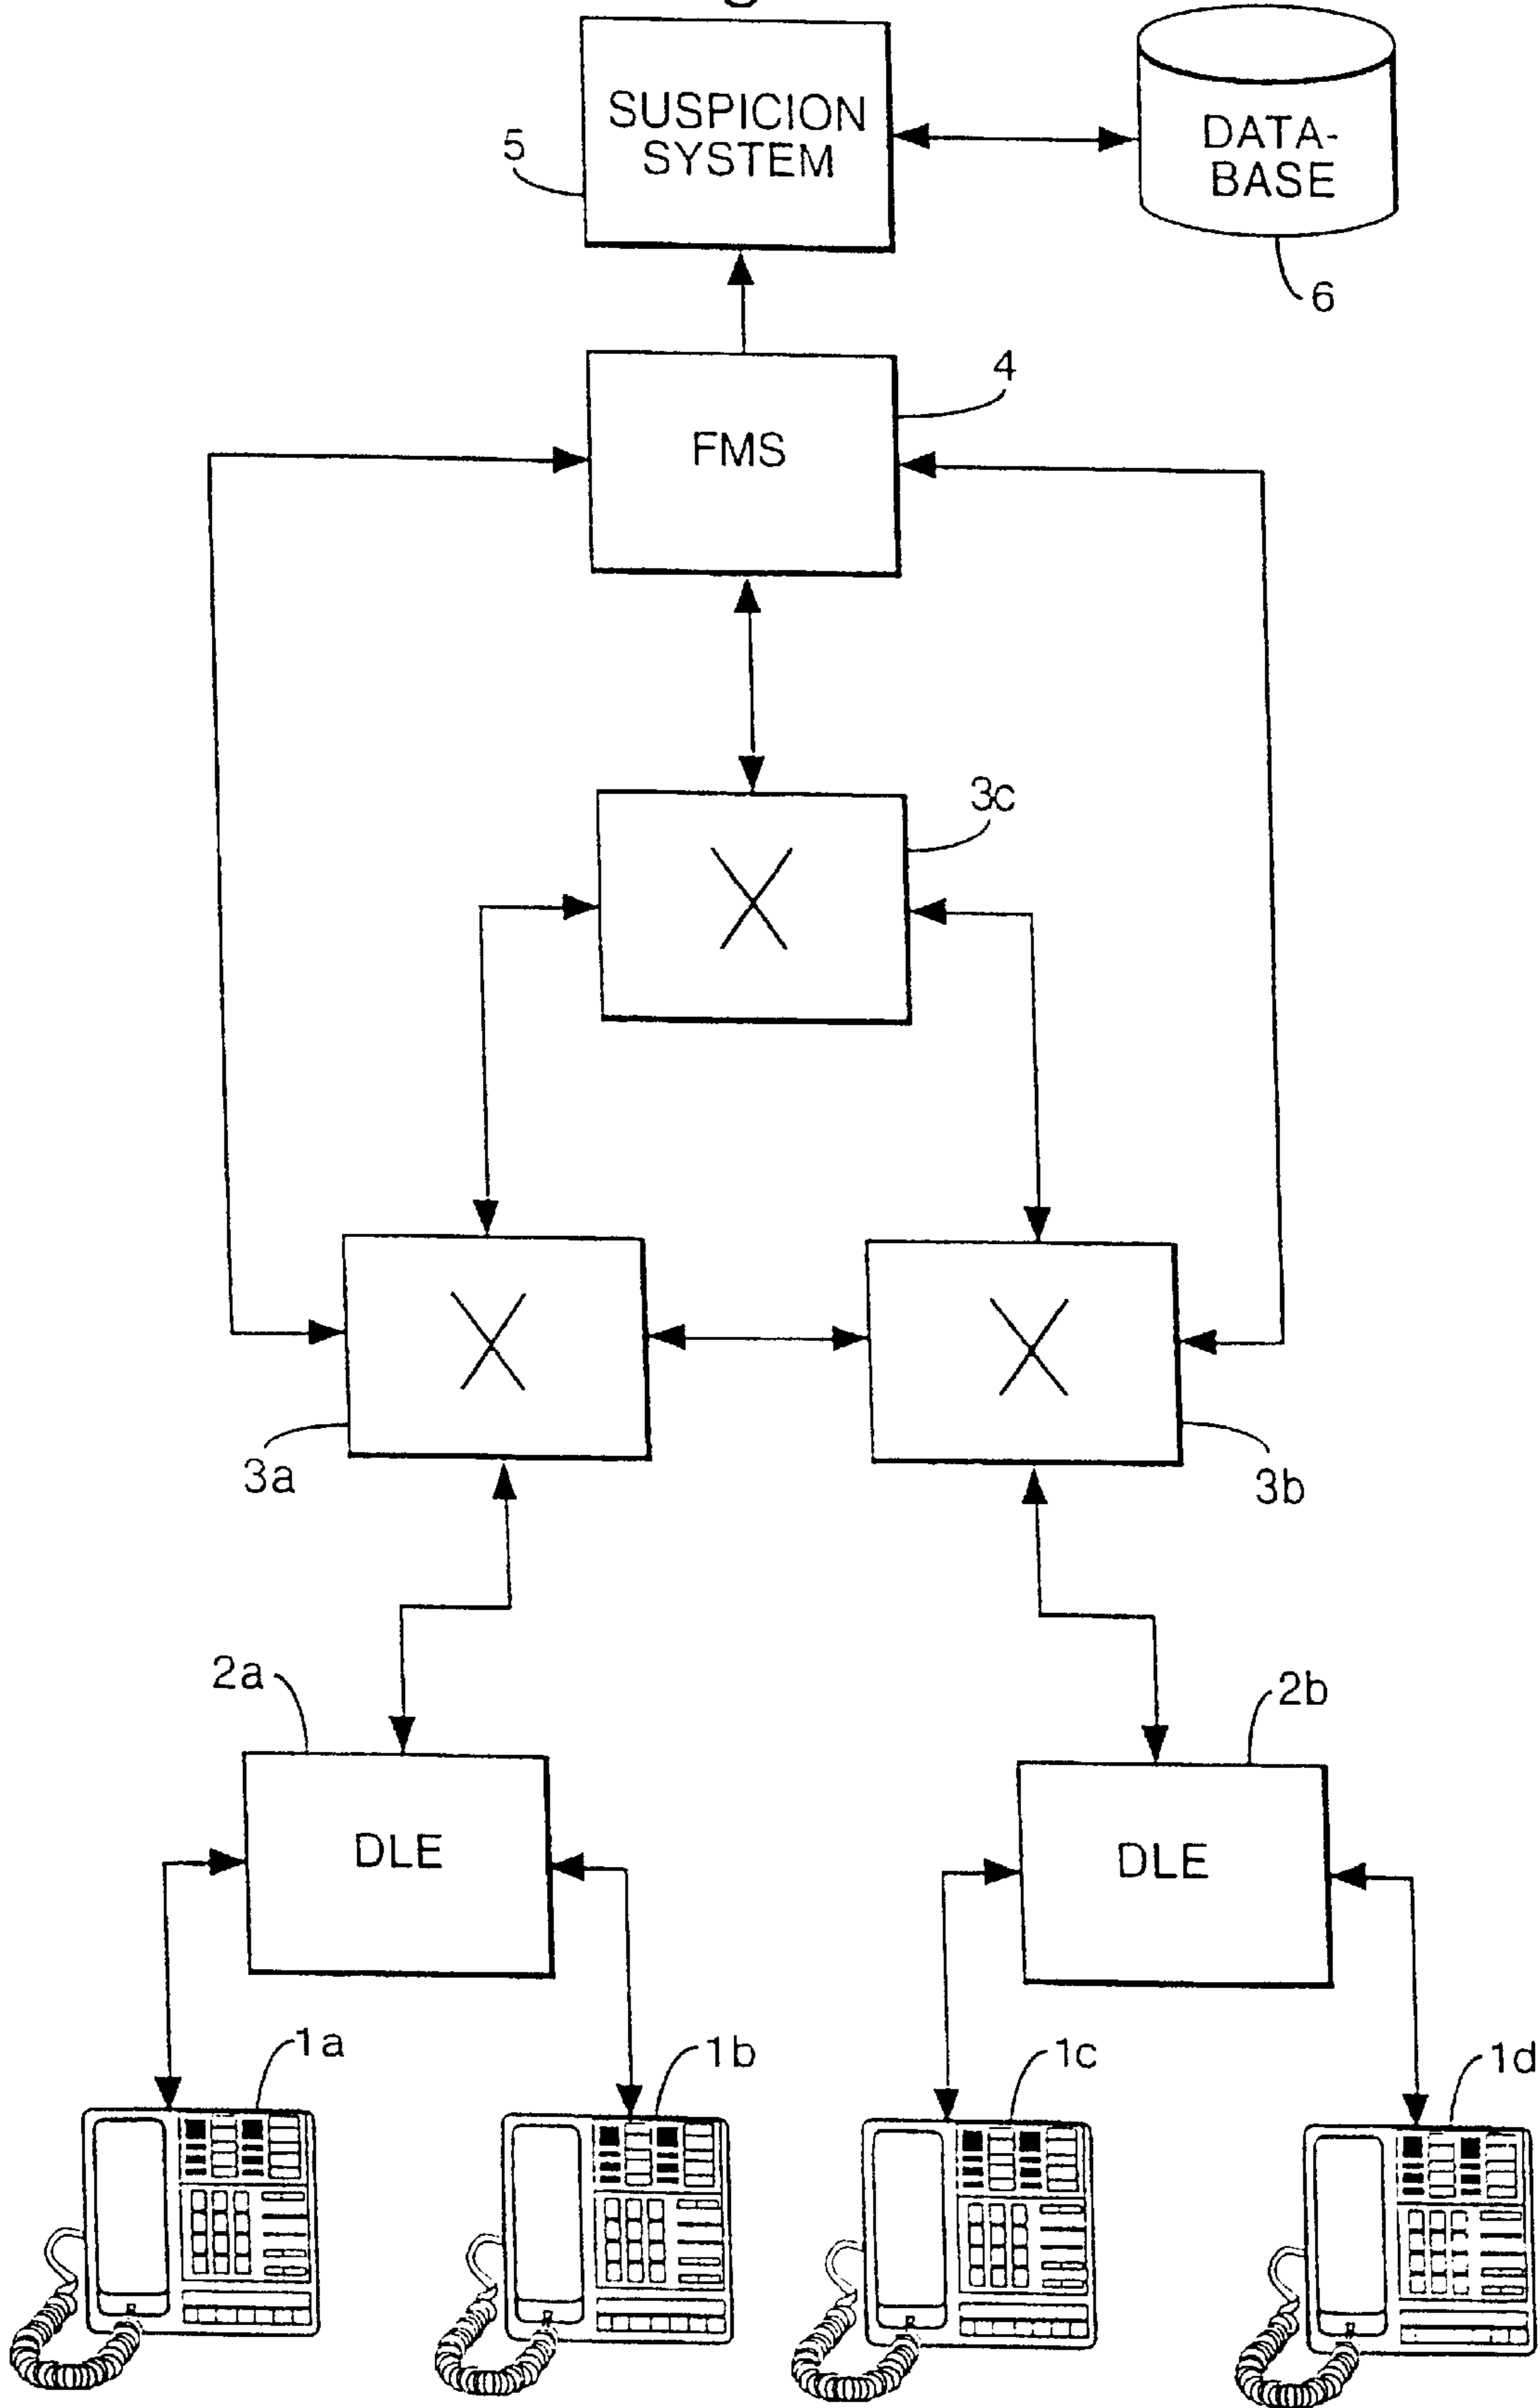 SUSPICION
SYSTEM
DATA-
BASE
5
6
4
FMS
3c
X
X
X
3a
3b
2a
2b
DLE
DLE
1a
1b
1c
1d